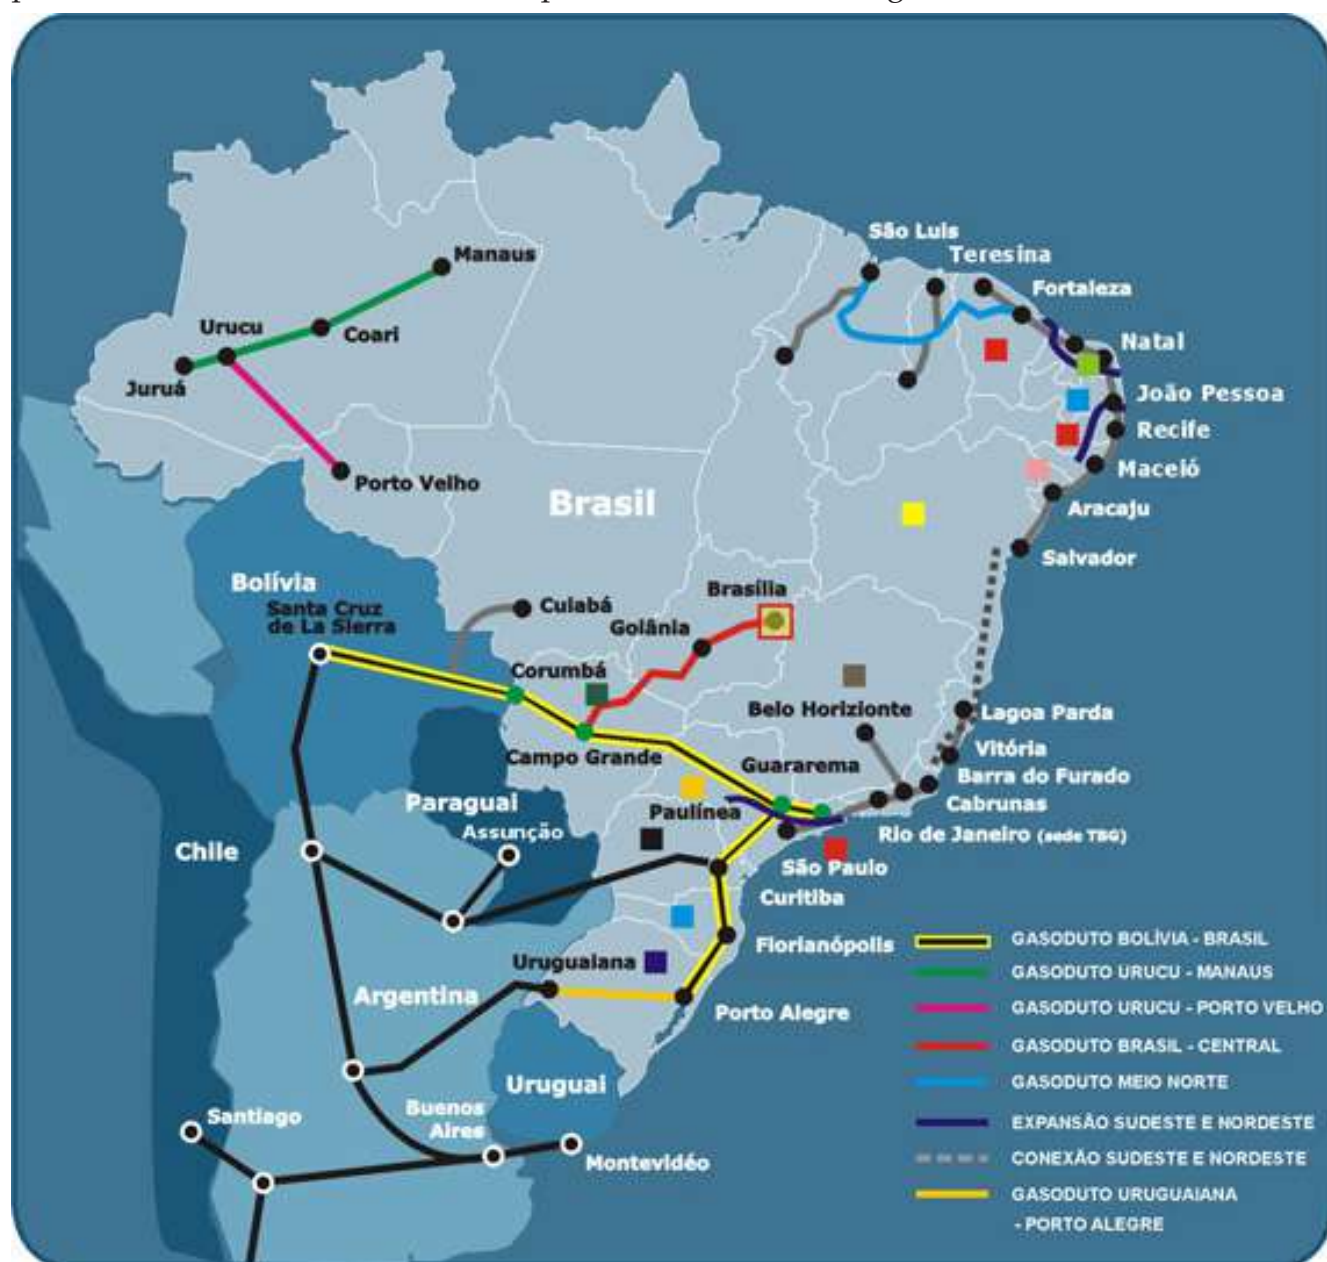 São Luis
Teresina
Manaus
Fortaleza
Urucu
Coari
Natal
Juruá
João Pessoa
Recife
Maceió
Porto Velho
Brasil
Aracaju
Salvador
Bolívia
Santa Cruz
de La Sierra
Brasília
Cuiabá
Goiânia
Corumbá
Belo Horizionte
Lagoa Parda
Vitória
Campo Grande
Guararema
Barra do Furado
Paraguai
Paulínea
Cabrunas
Assunção
Rio de Janeiro (sede TBG)
Chile
São Paulo
Curitiba
Florianópolis
Uruguaiana
Argentina
Porto Alegre
Uruguai
Santiago
Buenos
Aires
Montevidéo
GASODUTO BOLÍVIA - BRASIL
GASODUTO URUCU - MANAUS
GASODUTO URUCU - PORTO VELHO
GASODUTO BRASIL - CENTRAL
GASODUTO MEIO NORTE
EXPANSÃO SUDESTE E NORDESTE
CONEXÃO SUDESTE E NORDESTE
GASODUTO URUGUAIANA
- PORTO ALEGRE